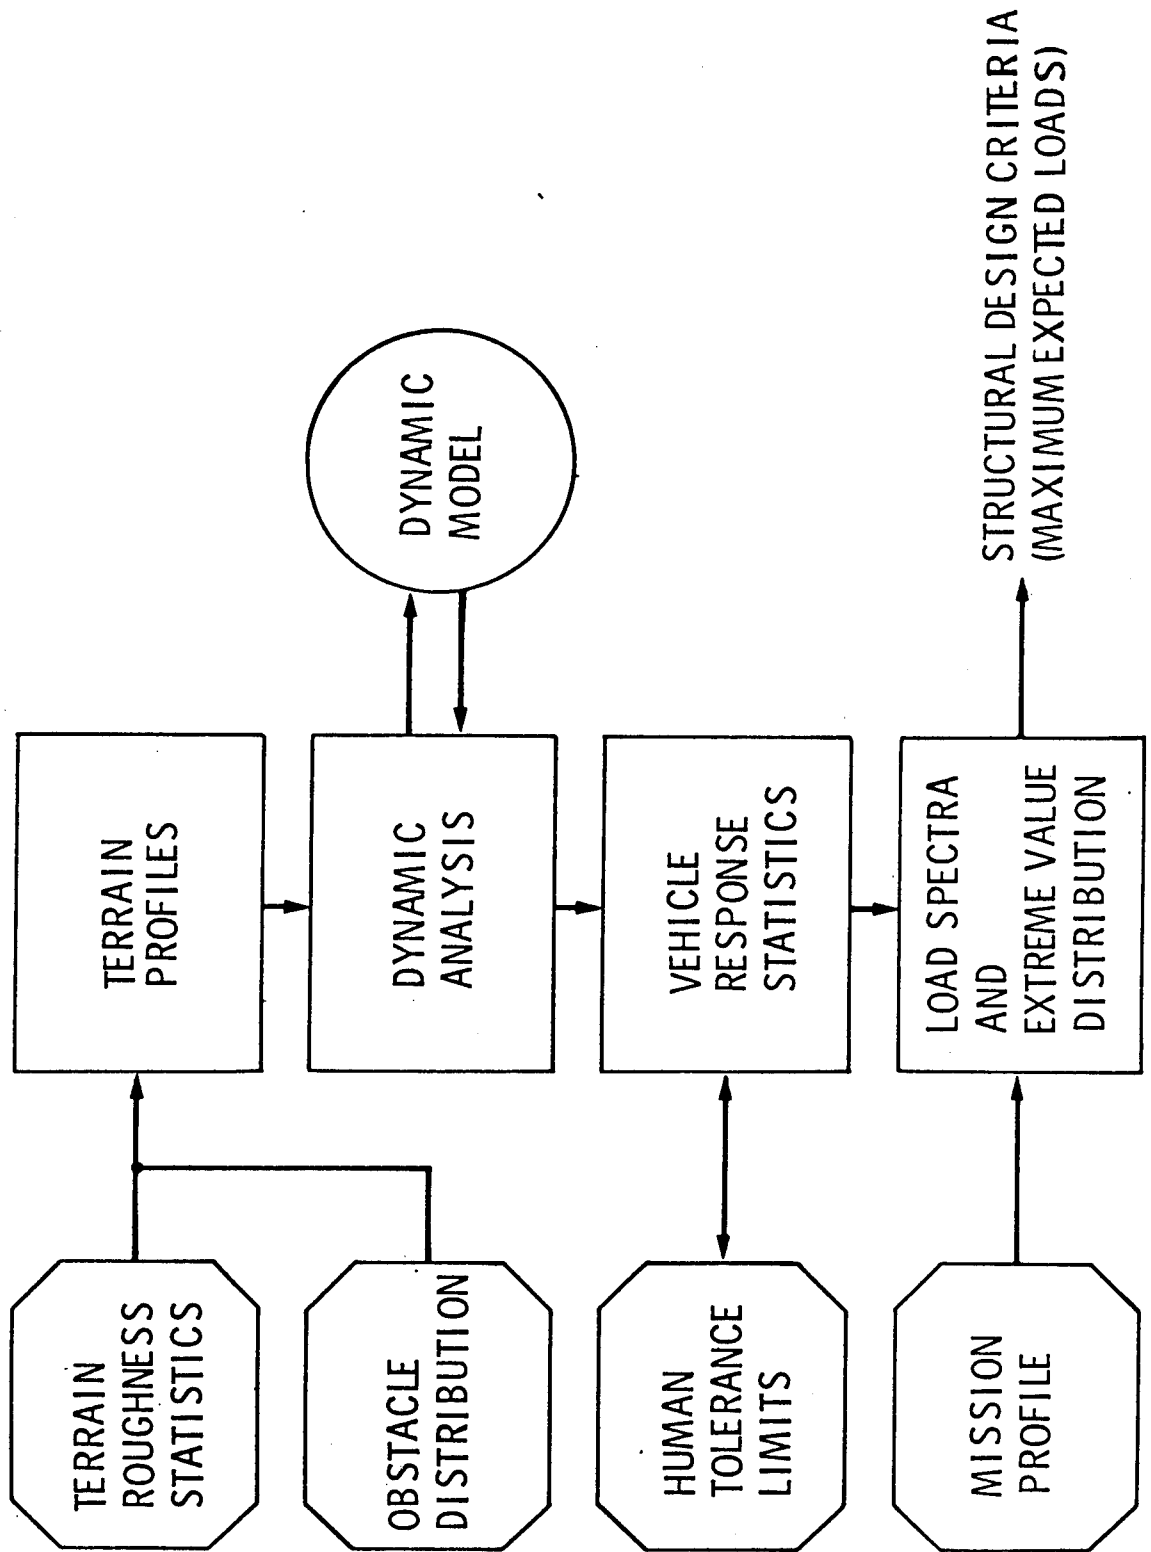 TERRAIN
ROUGHNESS
STATISTICS
TERRAIN
PROFILES
OBSTACLE
DISTRIBUTION
DYNAMIC
ANALYSIS
DYNAMIC
MODEL
HUMAN
TOLERANCE
LIMITS
VEHICLE
RESPONSE
STATISTICS
MISSION
PROFILE
LOAD SPECTRA
AND
EXTREME VALUE
DISTRIBUTION
STRUCTURAL DESIGN CRITERIA
(MAXIMUM EXPECTED LOADS)